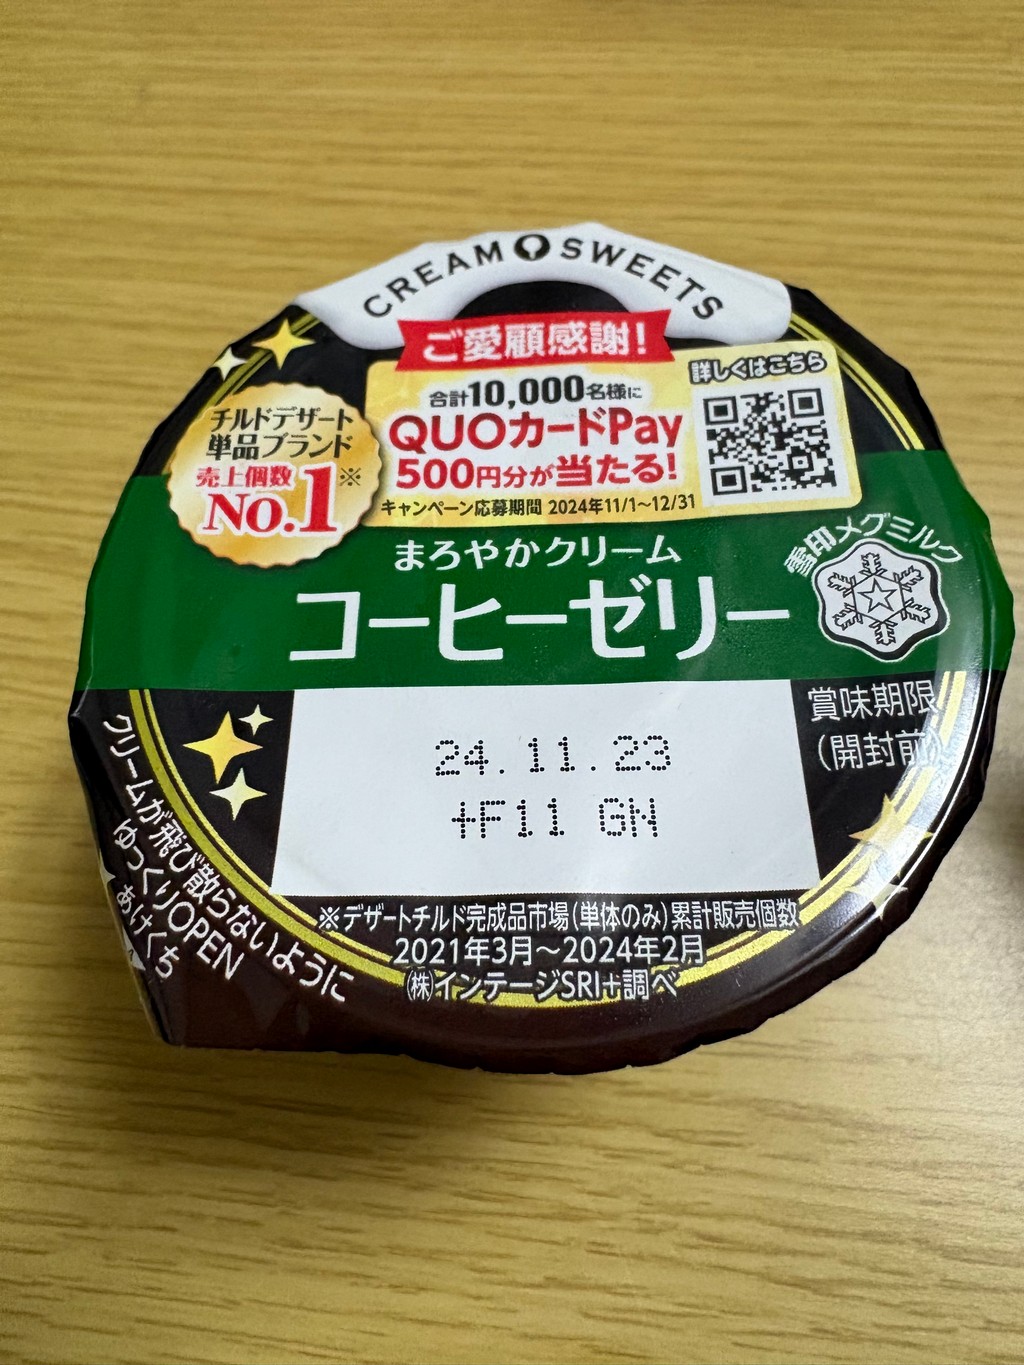 CREAM SWEETS
ご愛顧感謝!
合計10,000名様に
QUOカードPay
500円分が当たる!
キャンペーン応募期間 2024年11/1~12/31
詳しくはこちら
チルドデザート
単品ブランド
売上個数
No.1※
まろやかクリーム
コーヒーゼリー
雪印メグミルク
賞味期限
(開封前)
24.11.23
+F11 GN
※デザートチルド完成品市場(単体のみ)累計販売個数
2021年3月~2024年2月
㈱インテージSRI+調べ
クリームが飛び散らないように
ゆっくりOPEN
あけくち